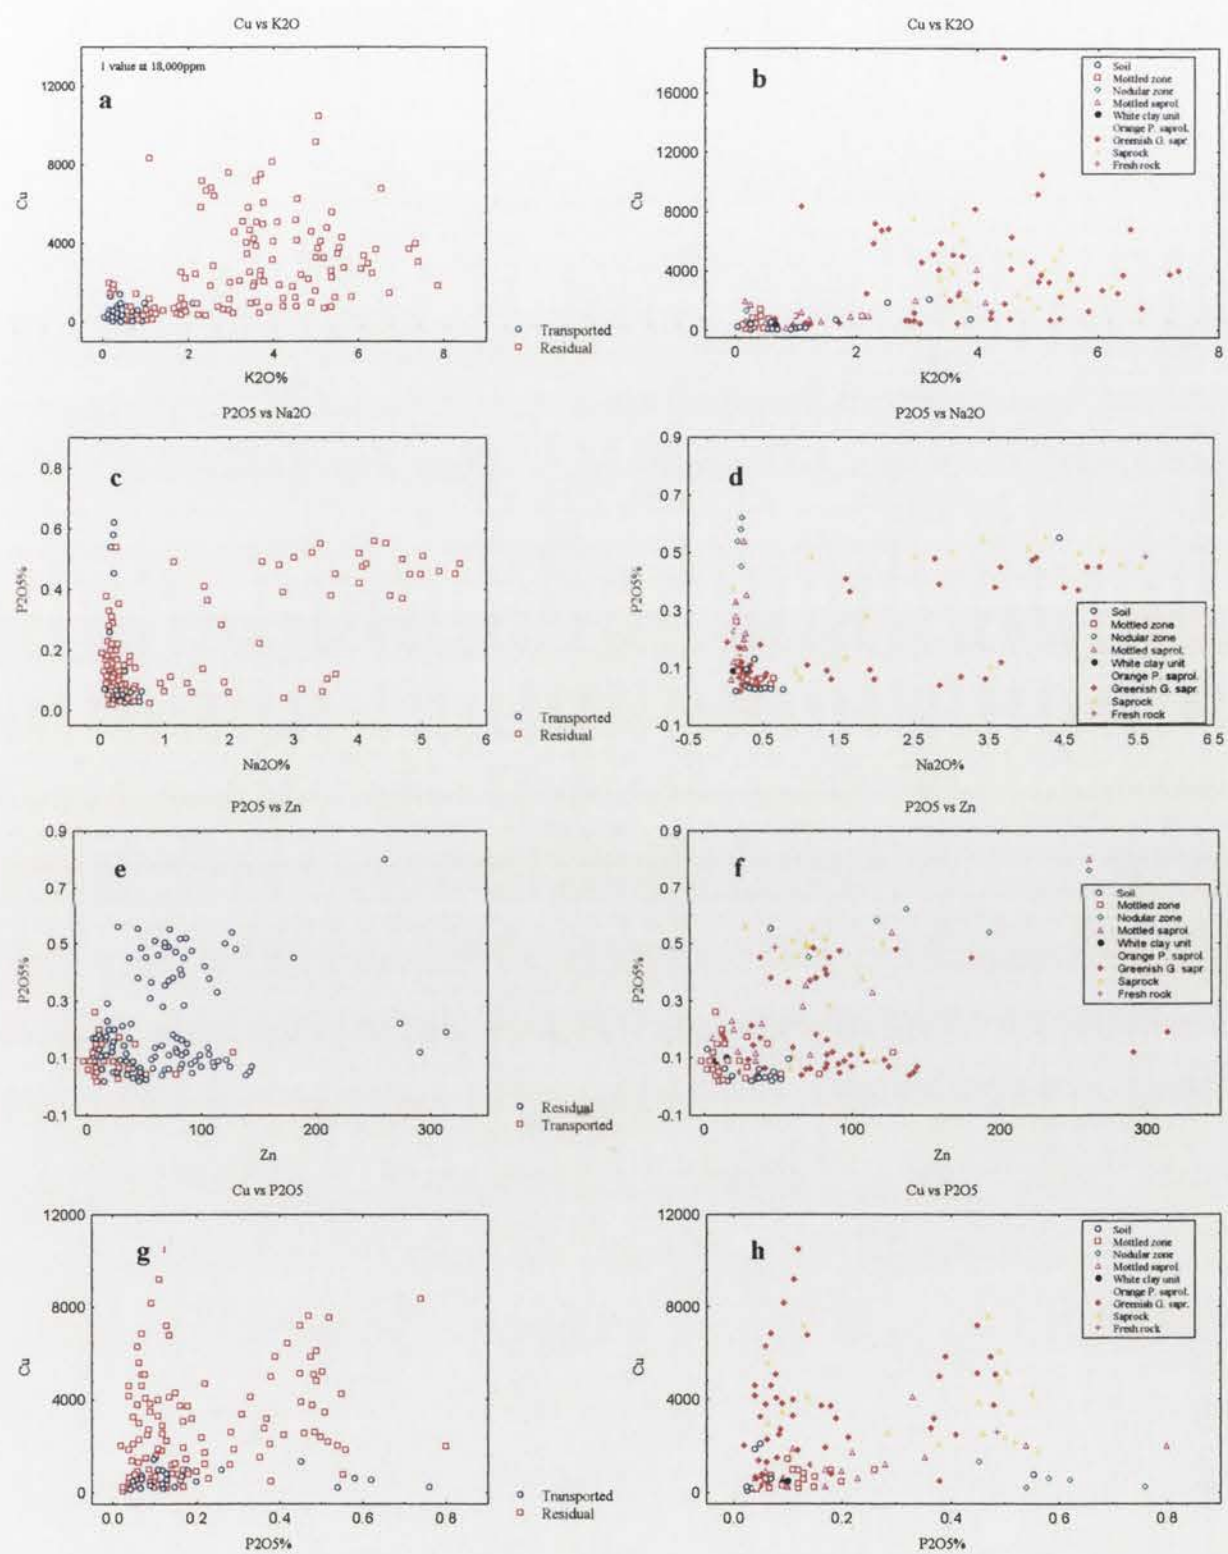 Cu vs K2O
1 value at 18,000ppm
a
12000
8000
4000
0
Cu
0 2 4 6 8
K2O%
Transported
Residual
Cu vs K2O
b
16000
12000
8000
4000
0
Cu
0 2 4 6 8
K2O%
Soil
Mottled zone
Nodular zone
Mottled saprol.
White clay unit
Orange P. saprol.
Greenish G. sapr
Saprock
Fresh rock
P2O5 vs Na2O
c
0.8
0.6
0.4
0.2
0.0
P2O5%
0 1 2 3 4 5 6
Na2O%
Transported
Residual
P2O5 vs Na2O
d
0.9
0.7
0.5
0.3
0.1
-0.1
P2O5%
-0.5 0.5 1.5 2.5 3.5 4.5 5.5 6.5
Na2O%
Soil
Mottled zone
Nodular zone
Mottled saprol.
White clay unit
Orange P. saprol.
Greenish G. sapr.
Saprock
Fresh rock
P2O5 vs Zn
e
0.9
0.7
0.5
0.3
0.1
-0.1
P2O5%
0 100 200 300
Zn
Residual
Transported
P2O5 vs Zn
f
0.9
0.7
0.5
0.3
0.1
-0.1
P2O5%
0 100 200 300
Zn
Soil
Mottled zone
Nodular zone
Mottled saprol.
White clay unit
Orange P. saprol.
Greenish G. sapr
Saprock
Fresh rock
Cu vs P2O5
g
12000
8000
4000
0
Cu
0.0 0.2 0.4 0.6 0.8
P2O5%
Transported
Residual
Cu vs P2O5
h
12000
8000
4000
0
Cu
0.0 0.2 0.4 0.6 0.8
P2O5%
Soil
Mottled zone
Nodular zone
Mottled saprol.
White clay unit
Orange P. saprol.
Greenish G. sapr.
Saprock
Fresh rock